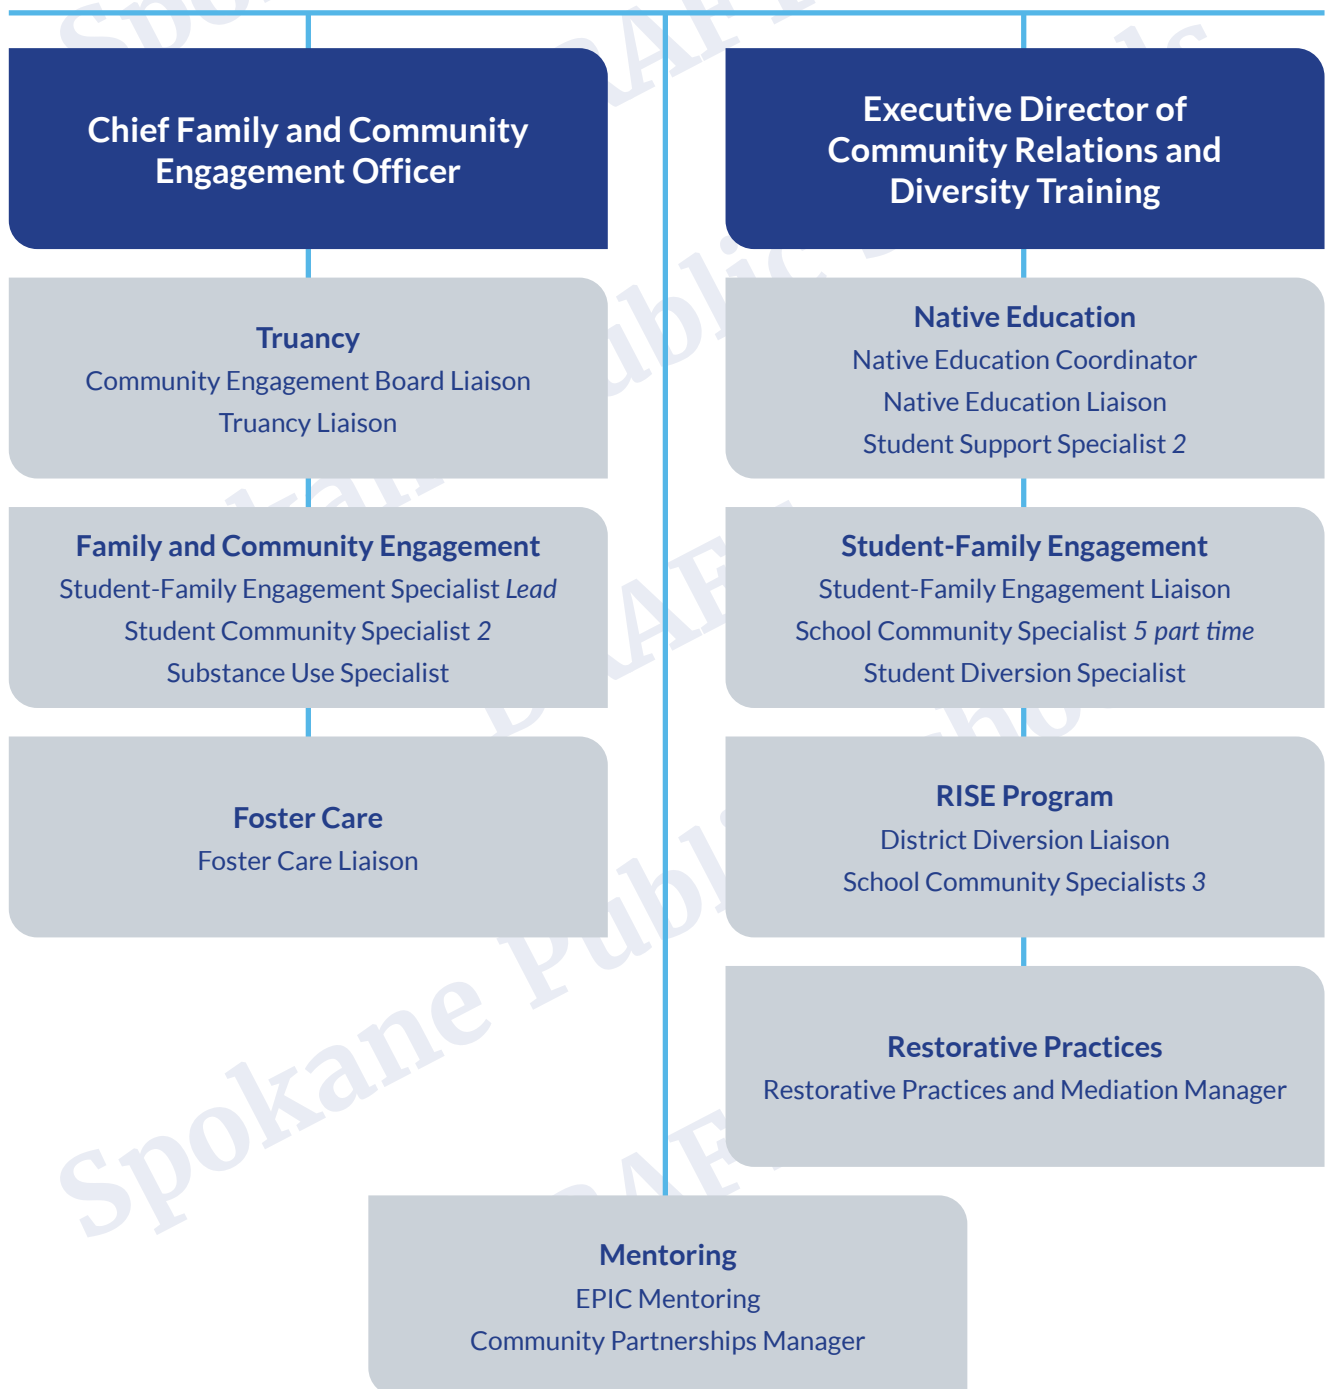 Chief Family and Community
Engagement Officer
Truancy
Community Engagement Board Liaison
Truancy Liaison
Family and Community Engagement
Student-Family Engagement Specialist Lead
Student Community Specialist 2
Substance Use Specialist
Foster Care
Foster Care Liaison
Executive Director of
Community Relations and
Diversity Training
Native Education
Native Education Coordinator
Native Education Liaison
Student Support Specialist 2
Student-Family Engagement
Student-Family Engagement Liaison
School Community Specialist 5 part time
Student Diversion Specialist
RISE Program
District Diversion Liaison
School Community Specialists 3
Restorative Practices
Restorative Practices and Mediation Manager
Mentoring
EPIC Mentoring
Community Partnerships Manager
Spokane Public